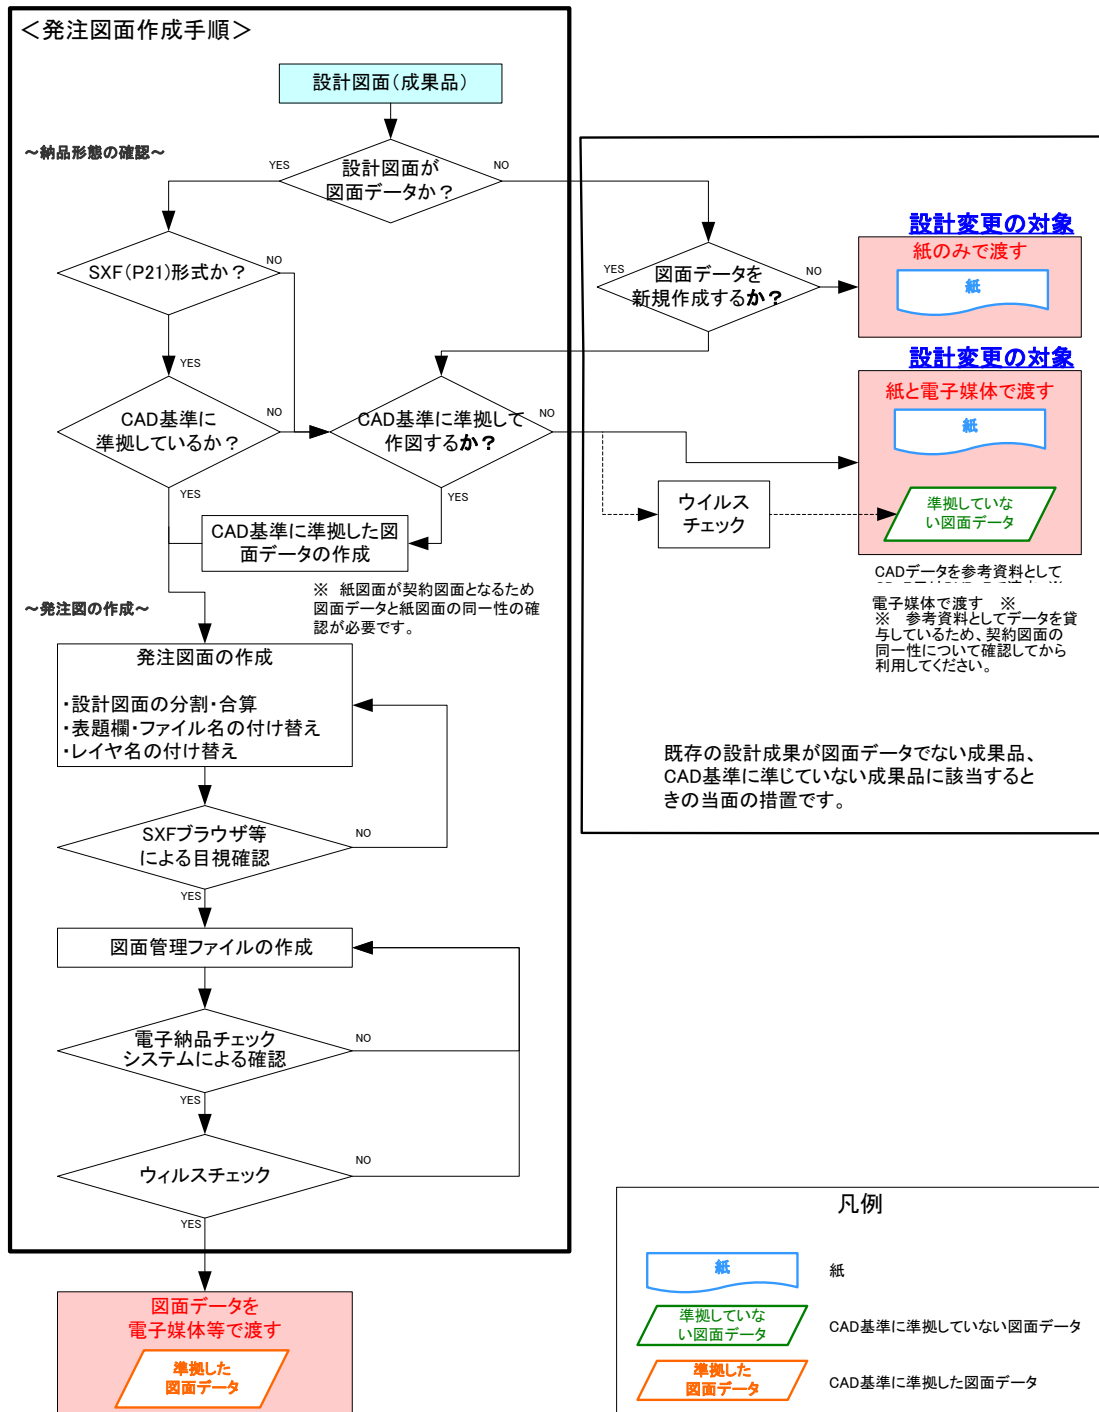 ＜発注図面作成手順＞
設計図面（成果品）
～納品形態の確認～
YES
設計図面が
図面データか？
NO
SXF（P21）形式か？
NO
YES
図面データを
新規作成するか？
NO
設計変更の対象
紙のみで渡す
紙
YES
CAD基準に
準拠しているか？
NO
CAD基準に準拠して
作図するか？
NO
設計変更の対象
紙と電子媒体で渡す
紙
YES
YES
CAD基準に準拠した図
面データの作成
ウイルス
チェック
準拠していな
い図面データ
※　紙図面が契約図面となるため
図面データと紙図面の同一性の確
認が必要です。
CADデータを参考資料として
電子媒体で渡す　※
※　参考資料としてデータを貸
与しているため、契約図面の
同一性について確認してから
利用してください。
～発注図の作成～
発注図面の作成
・設計図面の分割・合算
・表題欄・ファイル名の付け替え
・レイヤ名の付け替え
既存の設計成果が図面データでない成果品、
CAD基準に準じていない成果品に該当すると
きの当面の措置です。
SXFブラウザ等
による目視確認
NO
YES
図面管理ファイルの作成
電子納品チェック
システムによる確認
NO
YES
ウィルスチェック
NO
YES
図面データを
電子媒体等で渡す
準拠した
図面データ
凡例
紙
紙
準拠していな
い図面データ
CAD基準に準拠していない図面データ
準拠した
図面データ
CAD基準に準拠した図面データ